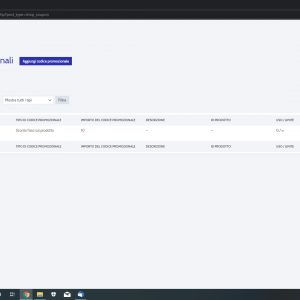 nali Aggiungi codice promozionale
Mostra tutti i tipi Filtra
TIPO DI CODICE PROMOZIONALE IMPORTO DEL CODICE PROMOZIONALE DESCRIZIONE ID PRODOTTO USO / LIMITE
Sconto fisso sul prodotto 10 – –
TIPO DI CODICE PROMOZIONALE IMPORTO DEL CODICE PROMOZIONALE DESCRIZIONE ID PRODOTTO USO / LIMITE